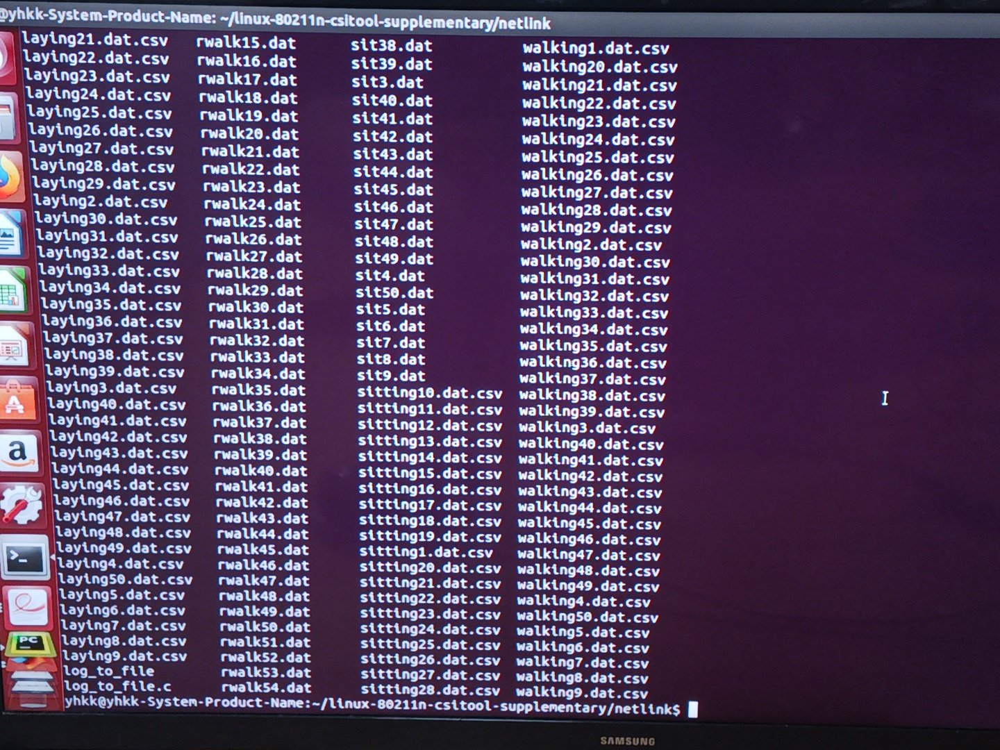 @yhkk-System-Product-Name: ~/linux-80211n-csitool-supplementary/netlink
laying21.dat.csv rwalk15.dat sit38.dat walking1.dat.csv
laying22.dat.csv rwalk16.dat sit39.dat walking20.dat.csv
laying23.dat.csv rwalk17.dat sit3.dat walking21.dat.csv
laying24.dat.csv rwalk18.dat sit40.dat walking22.dat.csv
laying25.dat.csv rwalk19.dat sit41.dat walking23.dat.csv
laying26.dat.csv rwalk20.dat sit42.dat walking24.dat.csv
laying27.dat.csv rwalk21.dat sit43.dat walking25.dat.csv
laying28.dat.csv rwalk22.dat sit44.dat walking26.dat.csv
laying29.dat.csv rwalk23.dat sit45.dat walking27.dat.csv
laying2.dat.csv rwalk24.dat sit46.dat walking28.dat.csv
laying30.dat.csv rwalk25.dat sit47.dat walking29.dat.csv
laying31.dat.csv rwalk26.dat sit48.dat walking2.dat.csv
laying32.dat.csv rwalk27.dat sit49.dat walking30.dat.csv
laying33.dat.csv rwalk28.dat sit4.dat walking31.dat.csv
laying34.dat.csv rwalk29.dat sit50.dat walking32.dat.csv
laying35.dat.csv rwalk30.dat sit5.dat walking33.dat.csv
laying36.dat.csv rwalk31.dat sit6.dat walking34.dat.csv
laying37.dat.csv rwalk32.dat sit7.dat walking35.dat.csv
laying38.dat.csv rwalk33.dat sit8.dat walking36.dat.csv
laying39.dat.csv rwalk34.dat sit9.dat walking37.dat.csv
laying3.dat.csv rwalk35.dat sitting10.dat.csv walking38.dat.csv
laying40.dat.csv rwalk36.dat sitting11.dat.csv walking39.dat.csv
laying41.dat.csv rwalk37.dat sitting12.dat.csv walking3.dat.csv
laying42.dat.csv rwalk38.dat sitting13.dat.csv walking40.dat.csv
laying43.dat.csv rwalk39.dat sitting14.dat.csv walking41.dat.csv
laying44.dat.csv rwalk40.dat sitting15.dat.csv walking42.dat.csv
laying45.dat.csv rwalk41.dat sitting16.dat.csv walking43.dat.csv
laying46.dat.csv rwalk42.dat sitting17.dat.csv walking44.dat.csv
laying47.dat.csv rwalk43.dat sitting18.dat.csv walking45.dat.csv
laying48.dat.csv rwalk44.dat sitting19.dat.csv walking46.dat.csv
laying49.dat.csv rwalk45.dat sitting1.dat.csv walking47.dat.csv
laying4.dat.csv rwalk46.dat sitting20.dat.csv walking48.dat.csv
laying50.dat.csv rwalk47.dat sitting21.dat.csv walking49.dat.csv
laying5.dat.csv rwalk48.dat sitting22.dat.csv walking4.dat.csv
laying6.dat.csv rwalk49.dat sitting23.dat.csv walking50.dat.csv
laying7.dat.csv rwalk50.dat sitting24.dat.csv walking5.dat.csv
laying8.dat.csv rwalk51.dat sitting25.dat.csv walking6.dat.csv
laying9.dat.csv rwalk52.dat sitting26.dat.csv walking7.dat.csv
log_to_file rwalk53.dat sitting27.dat.csv walking8.dat.csv
log_to_file.c rwalk54.dat sitting28.dat.csv walking9.dat.csv
yhkk@yhkk-System-Product-Name:~/linux-80211n-csitool-supplementary/netlink$
a
>_
PC
SAMSUNG